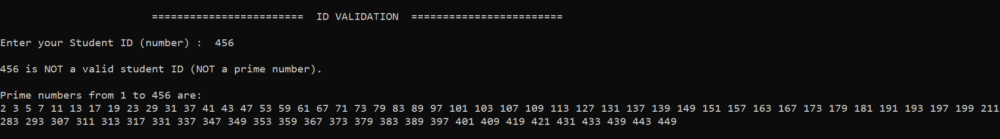 ========================  ID VALIDATION  ========================
Enter your Student ID (number) :  456
456 is NOT a valid student ID (NOT a prime number).
Prime numbers from 1 to 456 are:
2 3 5 7 11 13 17 19 23 29 31 37 41 43 47 53 59 61 67 71 73 79 83 89 97 101 103 107 109 113 127 131 137 139 149 151 157 163 167 173 179 181 191 193 197 199 211
283 293 307 311 313 317 331 337 347 349 353 359 367 373 379 383 389 397 401 409 419 421 431 433 439 443 449